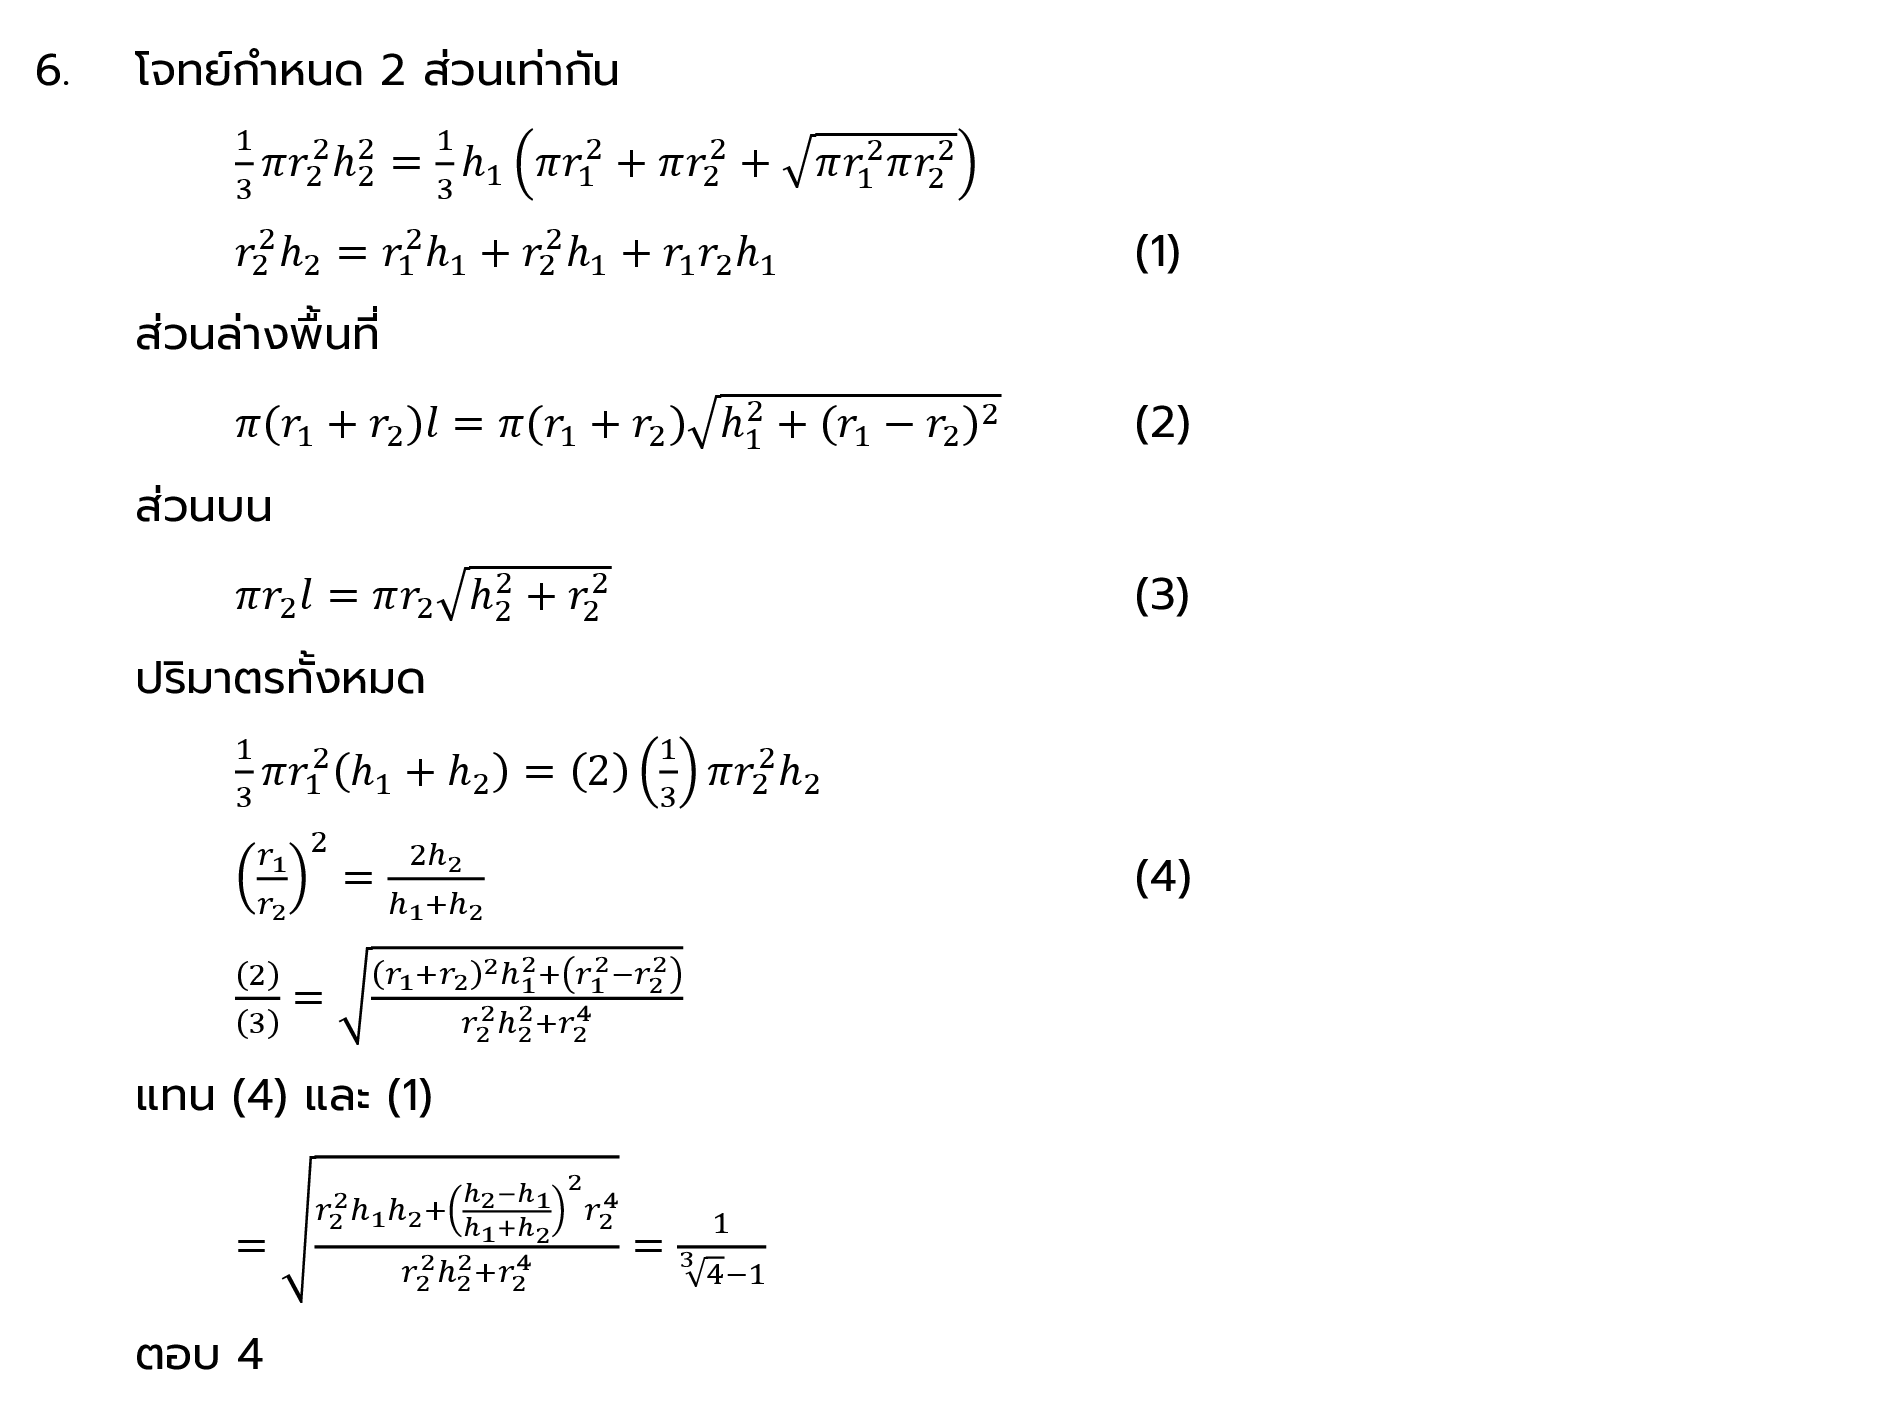 6. โจทย์กำหนด 2 ส่วนเท่ากัน
$\frac{1}{3}\pi r_2^2 h_2^2 = \frac{1}{3}h_1\left(\pi r_1^2 + \pi r_2^2 + \sqrt{\pi r_1^2 \pi r_2^2}\right)$
$r_2^2 h_2 = r_1^2 h_1 + r_2^2 h_1 + r_1 r_2 h_1$ (1)
ส่วนล่างพื้นที่
$\pi(r_1 + r_2)l = \pi(r_1 + r_2)\sqrt{h_1^2 + (r_1 - r_2)^2}$ (2)
ส่วนบน
$\pi r_2 l = \pi r_2\sqrt{h_2^2 + r_2^2}$ (3)
ปริมาตรทั้งหมด
$\frac{1}{3}\pi r_1^2(h_1 + h_2) = (2)\left(\frac{1}{3}\right)\pi r_2^2 h_2$
$\left(\frac{r_1}{r_2}\right)^2 = \frac{2h_2}{h_1+h_2}$ (4)
$\frac{(2)}{(3)} = \sqrt{\frac{(r_1+r_2)^2 h_1^2+(r_1^2-r_2^2)}{r_2^2 h_2^2+r_2^4}}$
แทน (4) และ (1)
$= \sqrt{\frac{r_2^2 h_1 h_2+\left(\frac{h_2-h_1}{h_1+h_2}\right)^2 r_2^4}{r_2^2 h_2^2+r_2^4}} = \frac{1}{\sqrt[3]{4}-1}$
ตอบ 4